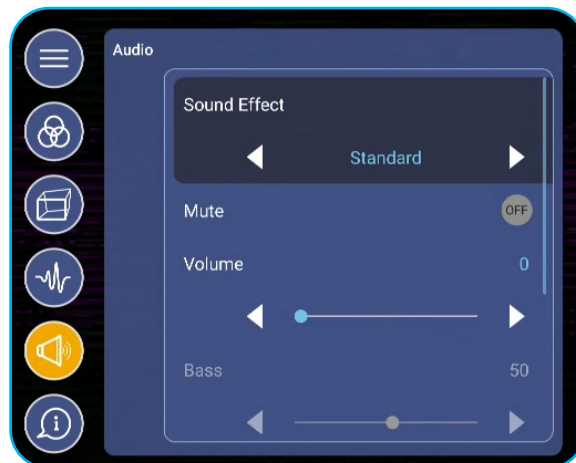 Audio
Sound Effect
Standard
Mute
OFF
Volume
0
Bass
50
i